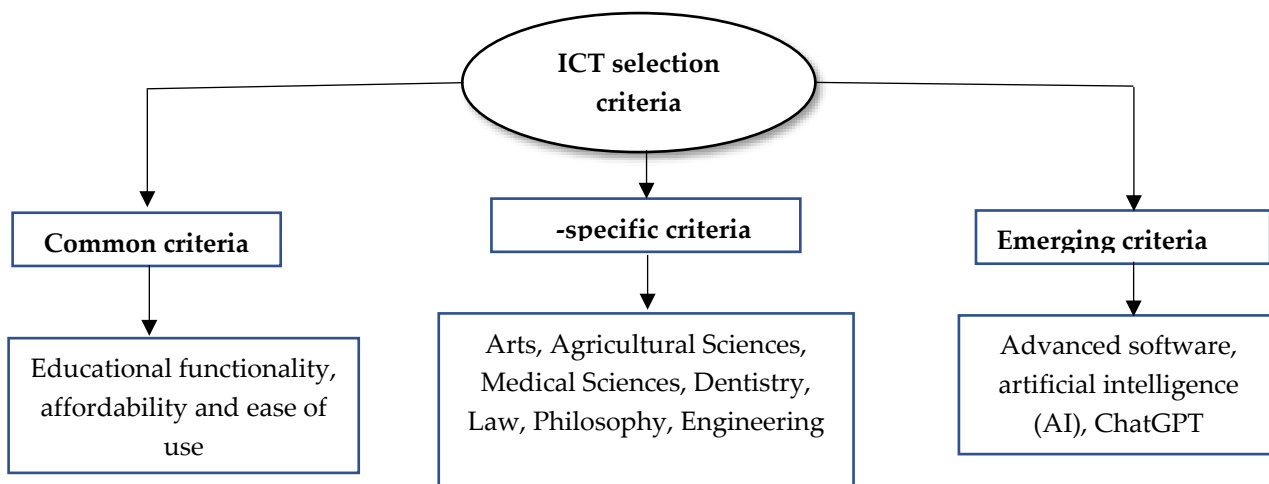 ICT selection
criteria
Common criteria
-specific criteria
Emerging criteria
Educational functionality,
affordability and ease of
use
Arts, Agricultural Sciences,
Medical Sciences, Dentistry,
Law, Philosophy, Engineering
Advanced software,
artificial intelligence
(AI), ChatGPT